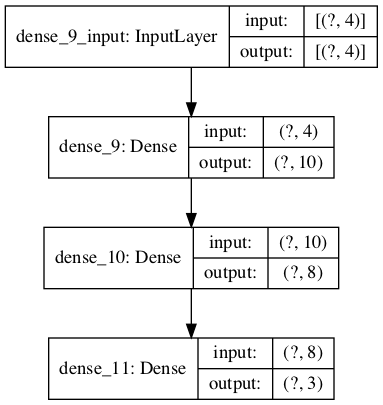 dense_9_input: InputLayer
input: [(?, 4)]
output: [(?, 4)]
dense_9: Dense
input: (?, 4)
output: (?, 10)
dense_10: Dense
input: (?, 10)
output: (?, 8)
dense_11: Dense
input: (?, 8)
output: (?, 3)